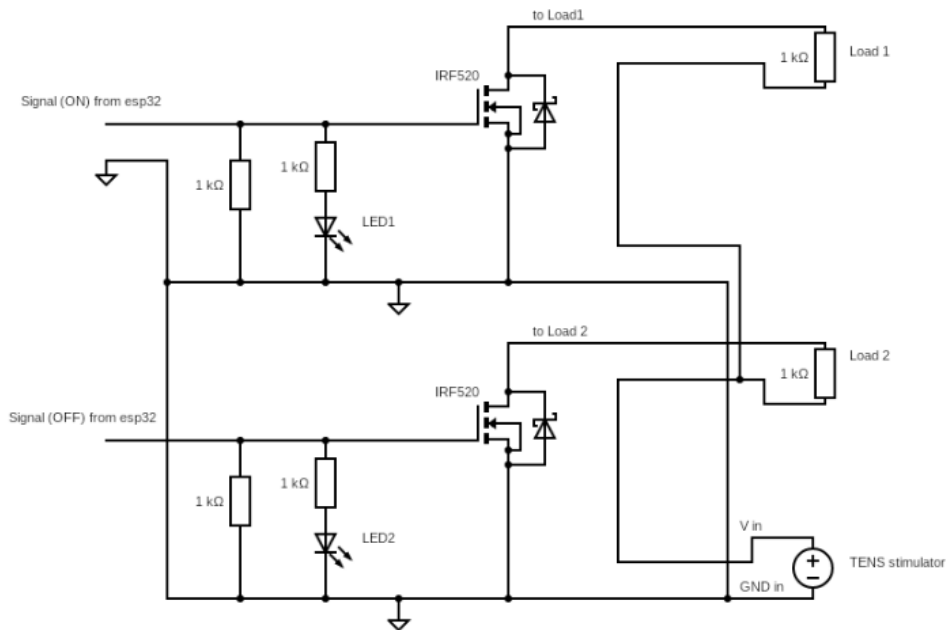 to Load1
1 kΩ
Load 1
IRF520
Signal (ON) from esp32
1 kΩ
1 kΩ
LED1
to Load 2
1 kΩ
Load 2
IRF520
Signal (OFF) from esp32
1 kΩ
1 kΩ
LED2
V in
TENS stimulator
GND in